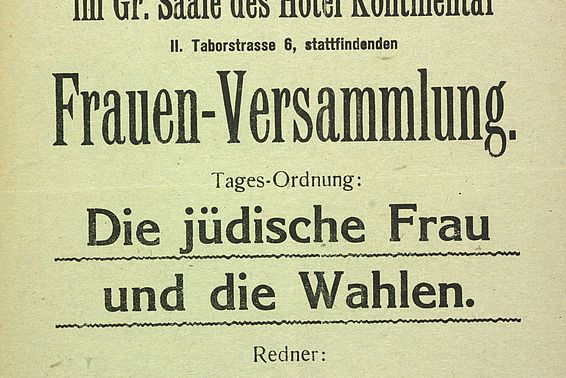 im Gr. Saale des Hotel Kontinental
II. Taborstrasse 6, stattfindenden
Frauen-Versammlung.
Tages-Ordnung:
Die jüdische Frau
und die Wahlen.
Redner: